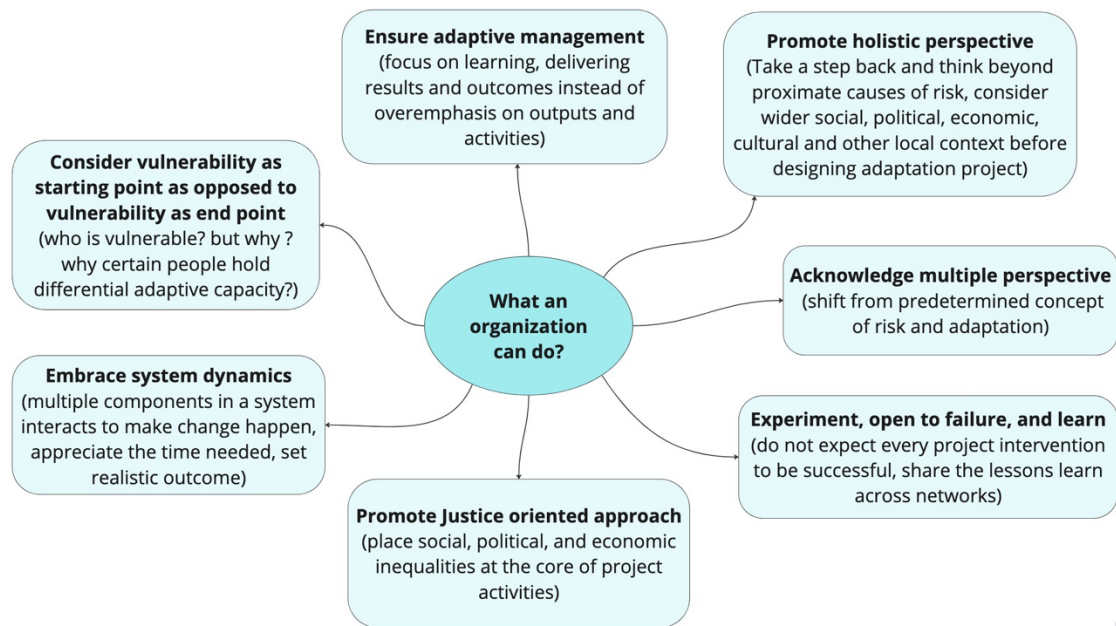 Ensure adaptive management
(focus on learning, delivering
results and outcomes instead of
overemphasis on outputs and
activities)
Promote holistic perspective
(Take a step back and think beyond
proximate causes of risk, consider
wider social, political, economic,
cultural and other local context before
designing adaptation project)
Consider vulnerability as
starting point as opposed to
vulnerability as end point
(who is vulnerable? but why ?
why certain people hold
differential adaptive capacity?)
What an
organization
can do?
Acknowledge multiple perspective
(shift from predetermined concept
of risk and adaptation)
Embrace system dynamics
(multiple components in a system
interacts to make change happen,
appreciate the time needed, set
realistic outcome)
Experiment, open to failure, and learn
(do not expect every project intervention
to be successful, share the lessons learn
across networks)
Promote Justice oriented approach
(place social, political, and economic
inequalities at the core of project
activities)